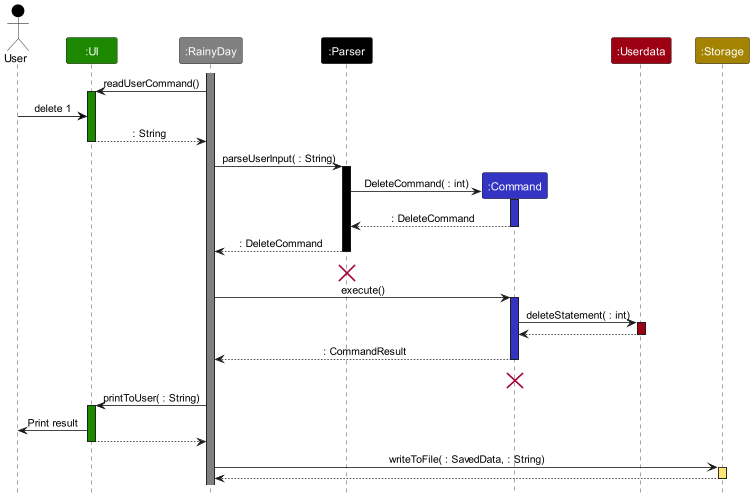 User
:UI
:RainyDay
:Parser
:Userdata
:Storage
readUserCommand()
delete 1
: String
parseUserInput( : String)
DeleteCommand( : int)
:Command
: DeleteCommand
: DeleteCommand
execute()
deleteStatement( : int)
: CommandResult
printToUser( : String)
Print result
writeToFile( : SavedData, : String)